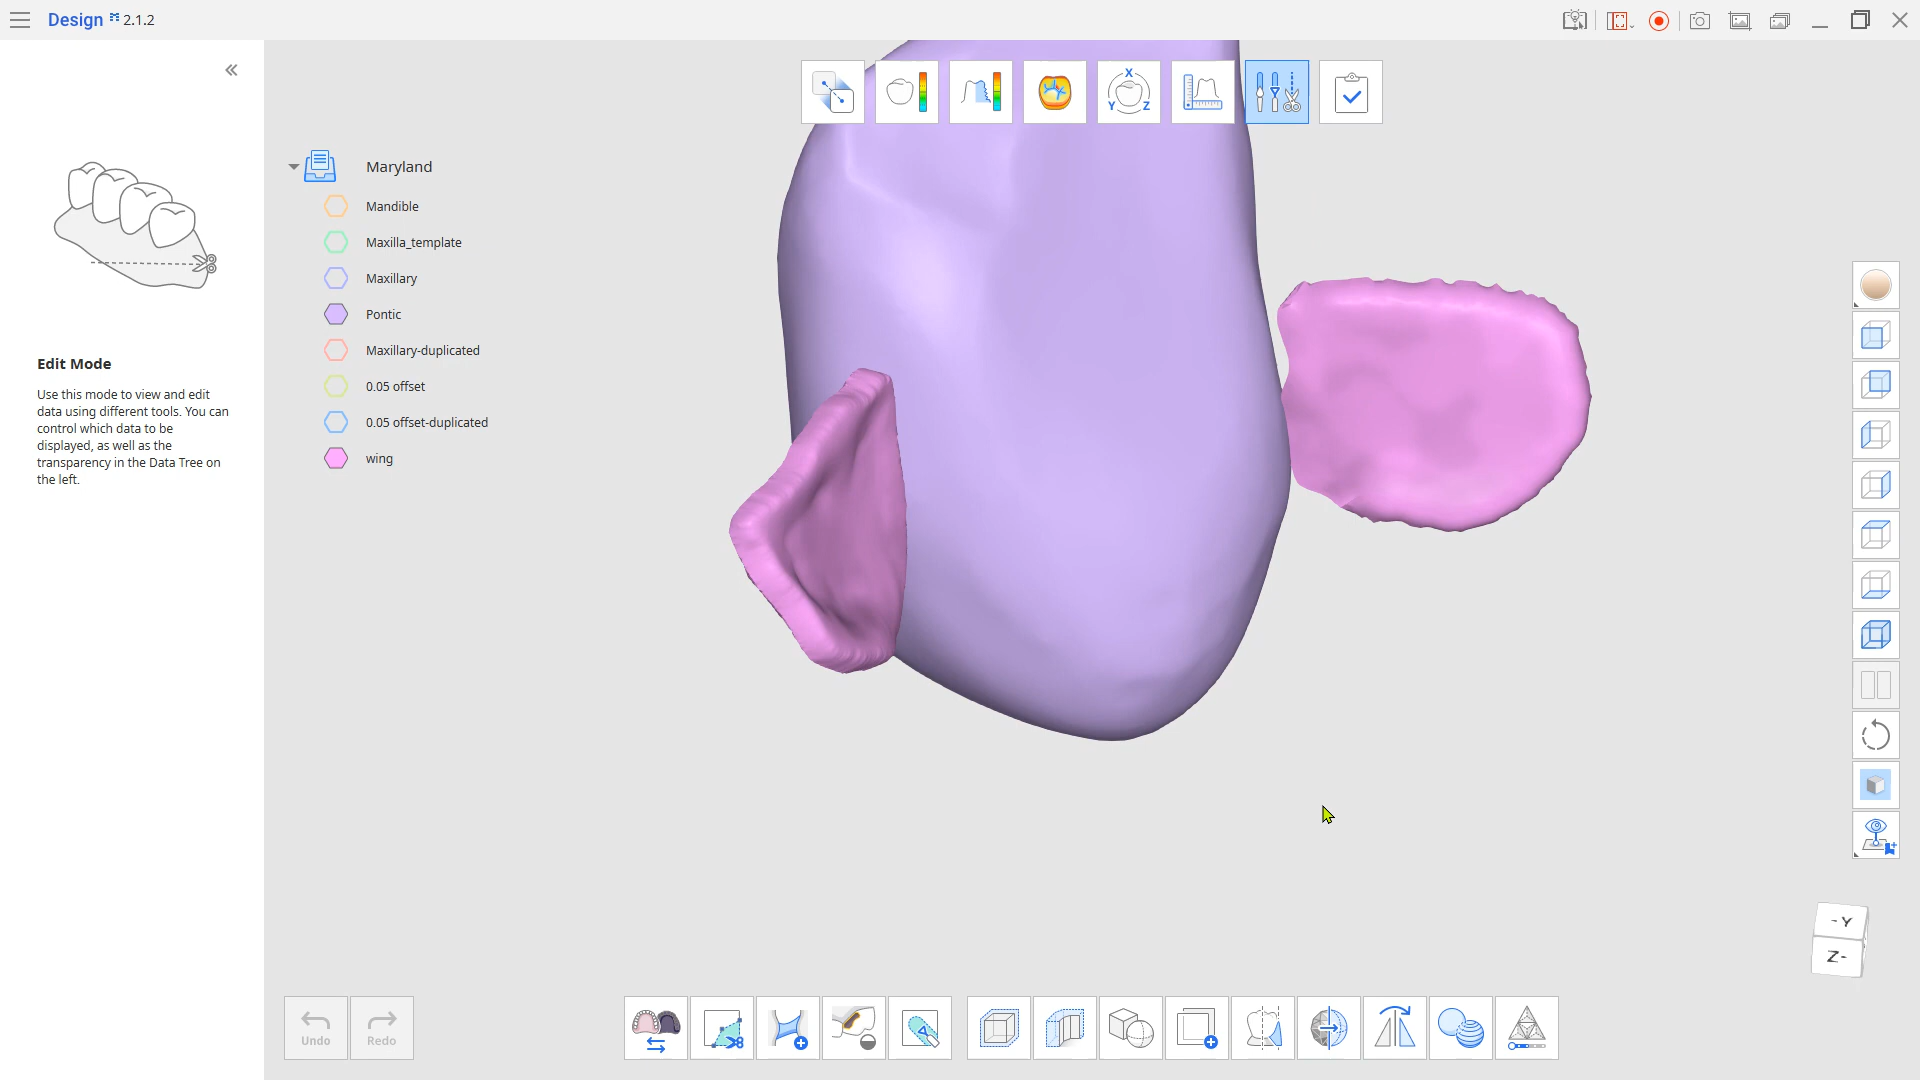 Design 2.1.2
X
Y Z
Maryland
Mandible
Maxilla_template
Maxillary
Pontic
Maxillary-duplicated
0.05 offset
0.05 offset-duplicated
wing
Edit Mode
Use this mode to view and edit
data using different tools. You can
control which data to be
displayed, as well as the
transparency in the Data Tree on
the left.
-Y
Z-
Undo
Redo